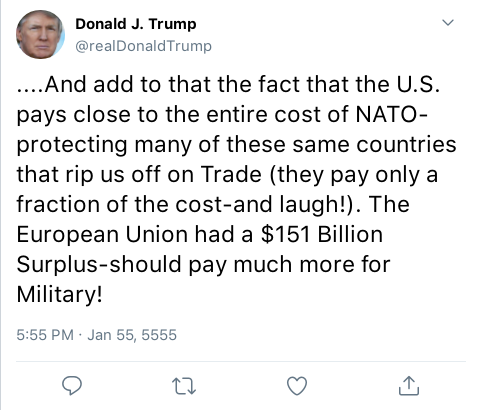 Donald J. Trump
@realDonaldTrump
....And add to that the fact that the U.S.
pays close to the entire cost of NATO-
protecting many of these same countries
that rip us off on Trade (they pay only a
fraction of the cost-and laugh!). The
European Union had a $151 Billion
Surplus-should pay much more for
Military!
5:55 PM · Jan 55, 5555